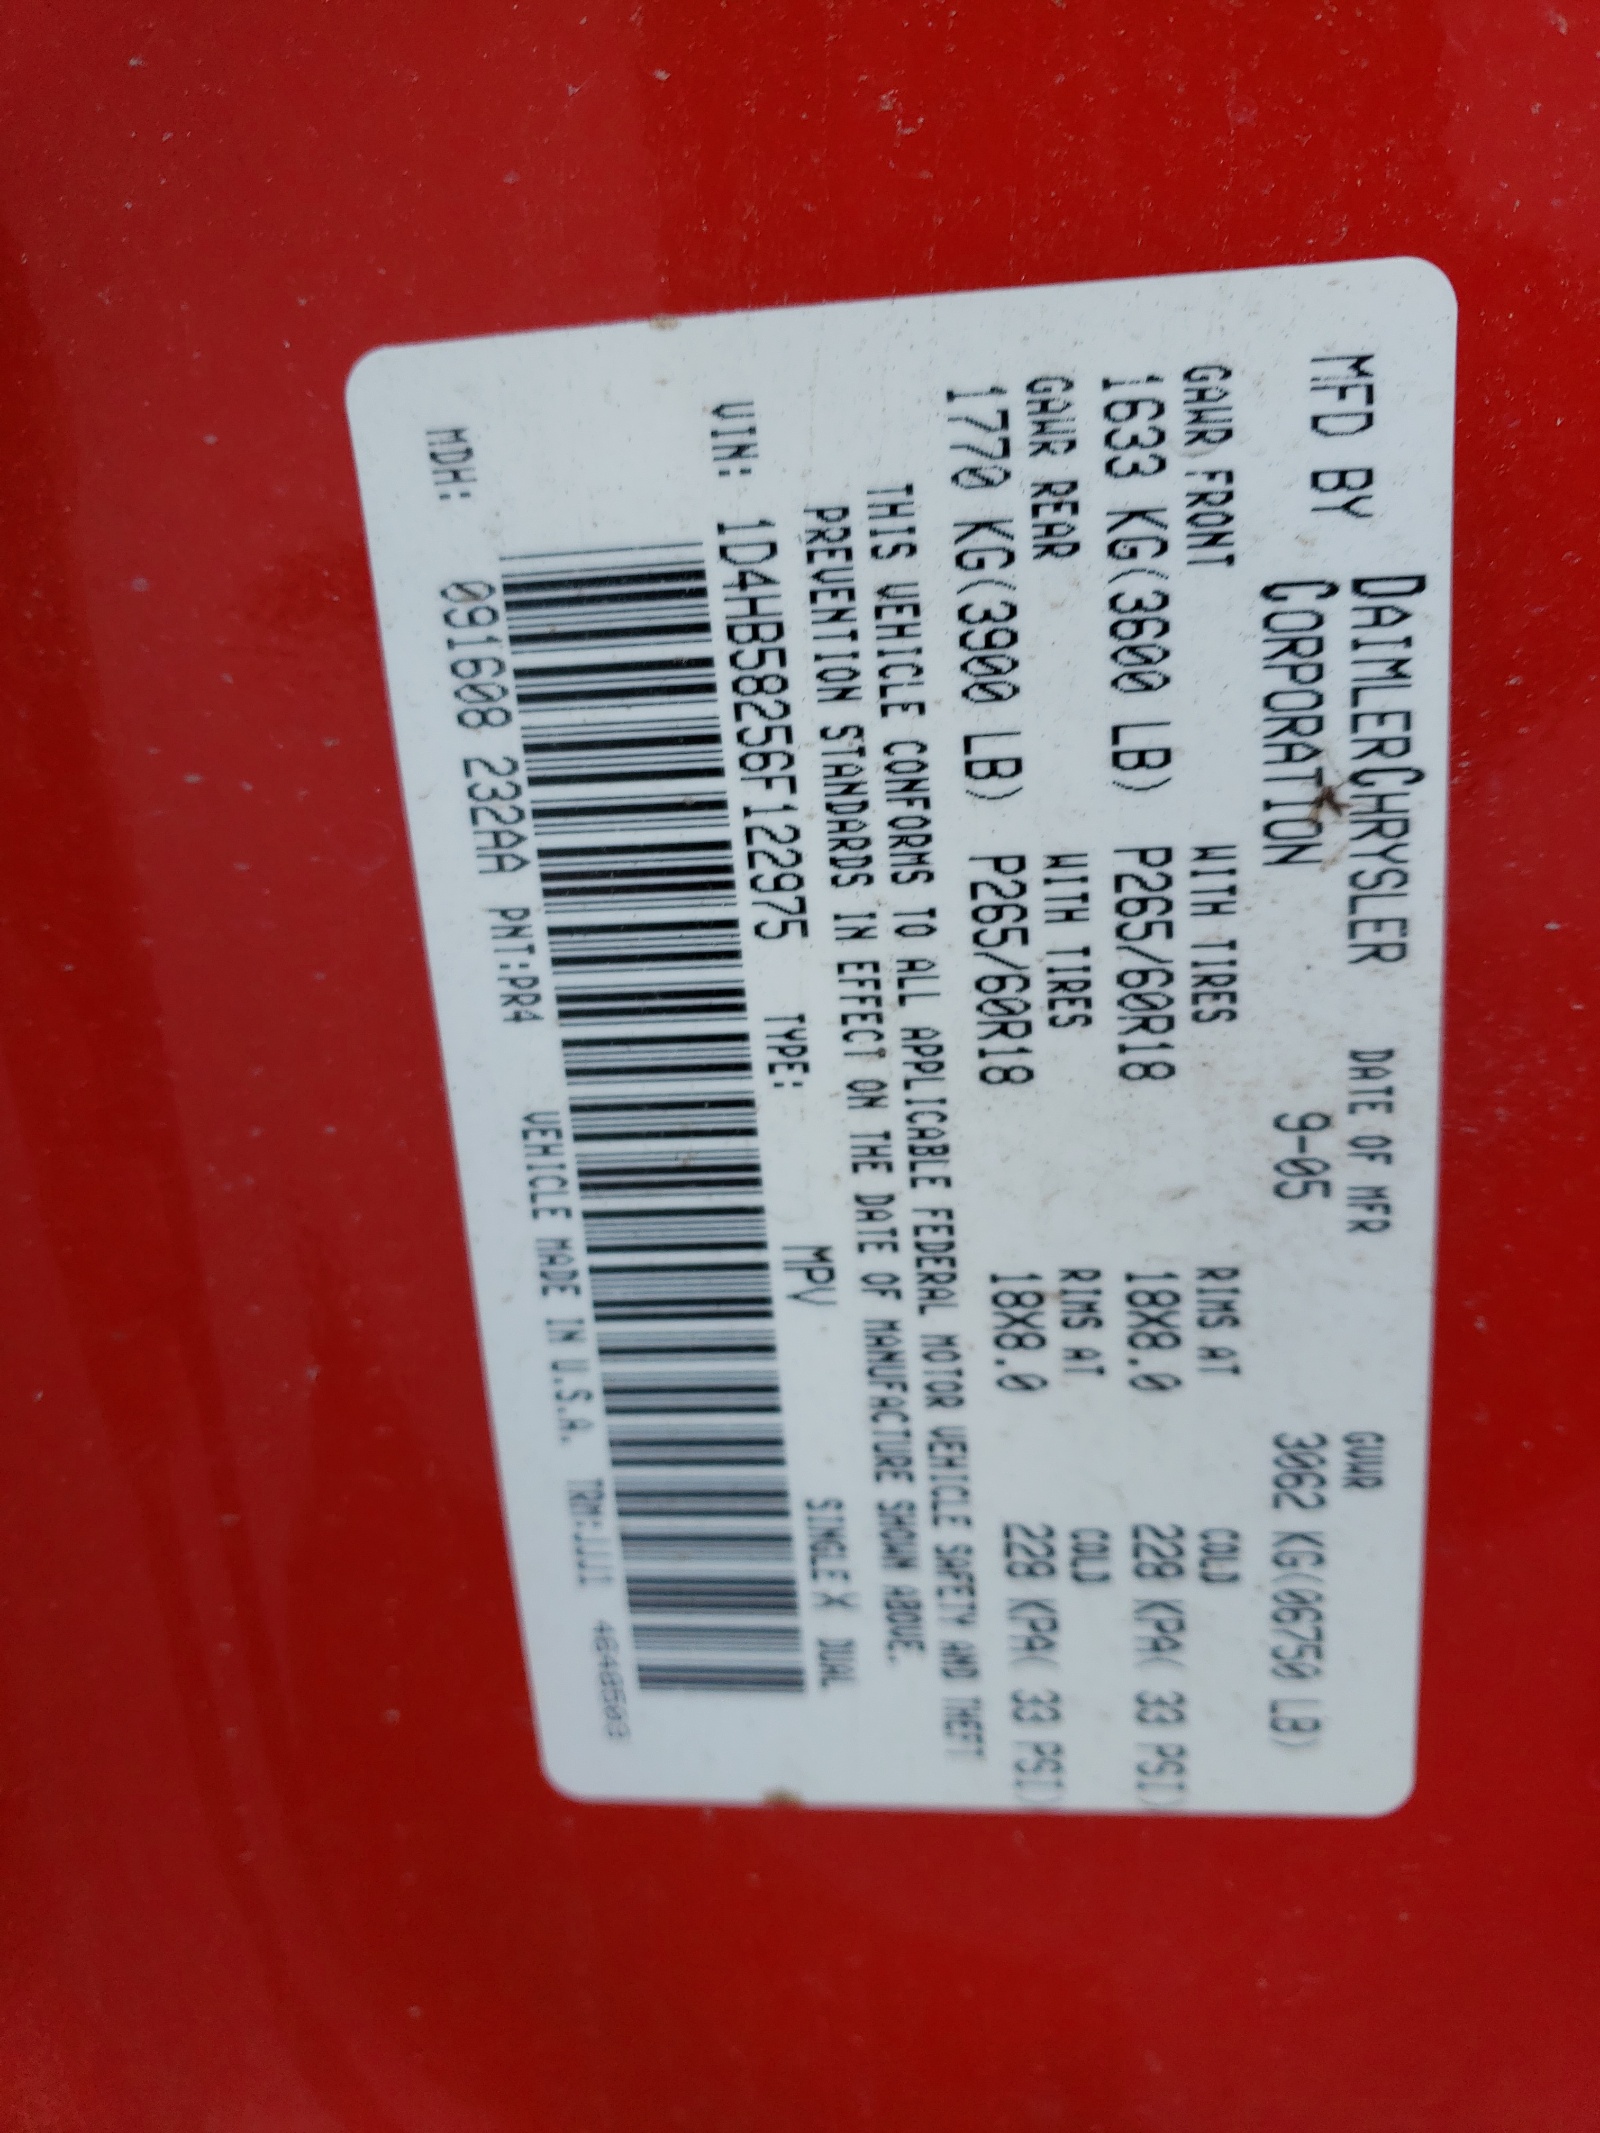 MFD BY DAIMLERCHRYSLER CORPORATION DATE OF MFR 9-05 GVWR 3062 KG(06750 LB)
GAWR FRONT WITH TIRES RIMS AT COLD
1633 KG(3600 LB) P265/60R18 18X8.0 228 KPA( 33 PSI)
GAWR REAR WITH TIRES RIMS AT COLD
1770 KG(3900 LB) P265/60R18 18X8.0 228 KPA( 33 PSI)
THIS VEHICLE CONFORMS TO ALL APPLICABLE FEDERAL MOTOR VEHICLE SAFETY AND THEFT
PREVENTION STANDARDS IN EFFECT ON THE DATE OF MANUFACTURE SHOWN ABOVE.
VIN: 1D4HB58256F122975 TYPE: MPV SINGLE X DUAL
MDH: 091608 232AA PNT:PR4 VEHICLE MADE IN U.S.A. TRM:IIII 46405033